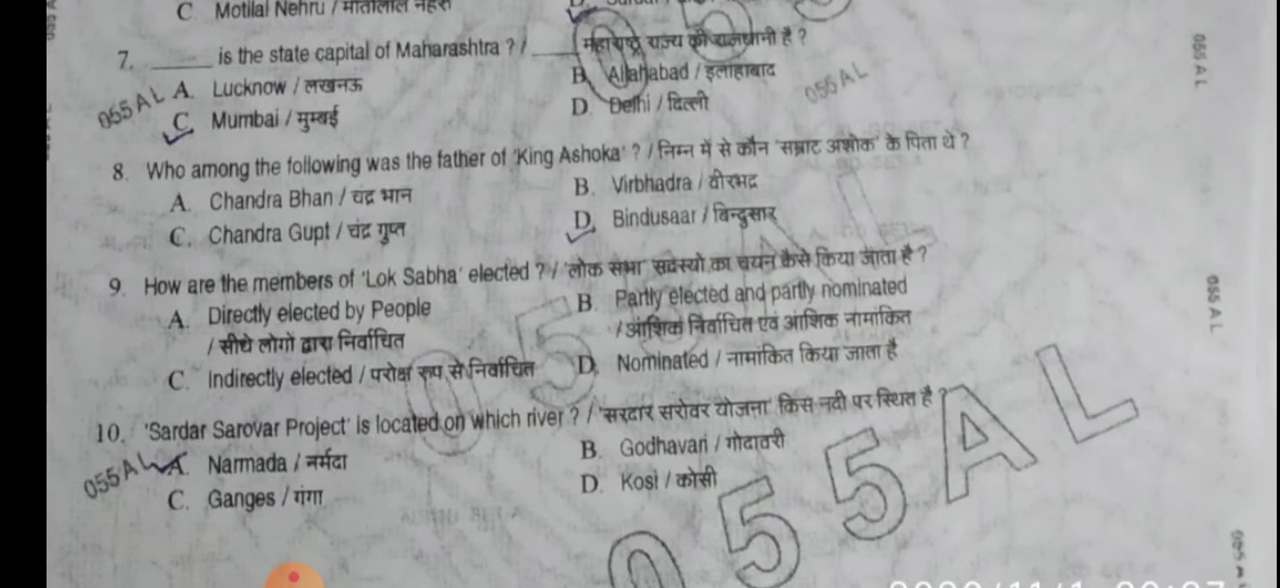 C Motilal Nehru / मोतीलाल नेहरू
7. ______ is the state capital of Maharashtra ? / ______ महाराष्ट्र राज्य की राजधानी है ?
055 AL A. Lucknow / लखनऊ B. Allahabad / इलाहाबाद 055 AL
C. Mumbai / मुम्बई D. Delhi / दिल्ली
8. Who among the following was the father of 'King Ashoka' ? / निम्न में से कौन 'सम्राट अशोक' के पिता थे ?
A. Chandra Bhan / चंद्र भान B. Virbhadra / वीरभद्र
C. Chandra Gupt / चंद्र गुप्त D. Bindusaar / बिन्दुसार
9. How are the members of 'Lok Sabha' elected ? / 'लोक सभा' सदस्यो का चयन कैसे किया जाता है ?
A. Directly elected by People B. Partly elected and partly nominated
/ सीधे लोगो द्वारा निर्वाचित / आंशिक निर्वाचित एवं आंशिक नामांकित
C. Indirectly elected / परोक्ष रूप से निर्वाचित D. Nominated / नामांकित किया जाता है
10. 'Sardar Sarovar Project' is located on which river ? / 'सरदार सरोवर योजना' किस नदी पर स्थित है ?
055 AL A. Narmada / नर्मदा B. Godhavari / गोदावरी
C. Ganges / गंगा D. Kosi / कोसी
055AL
055 AL
055 AL